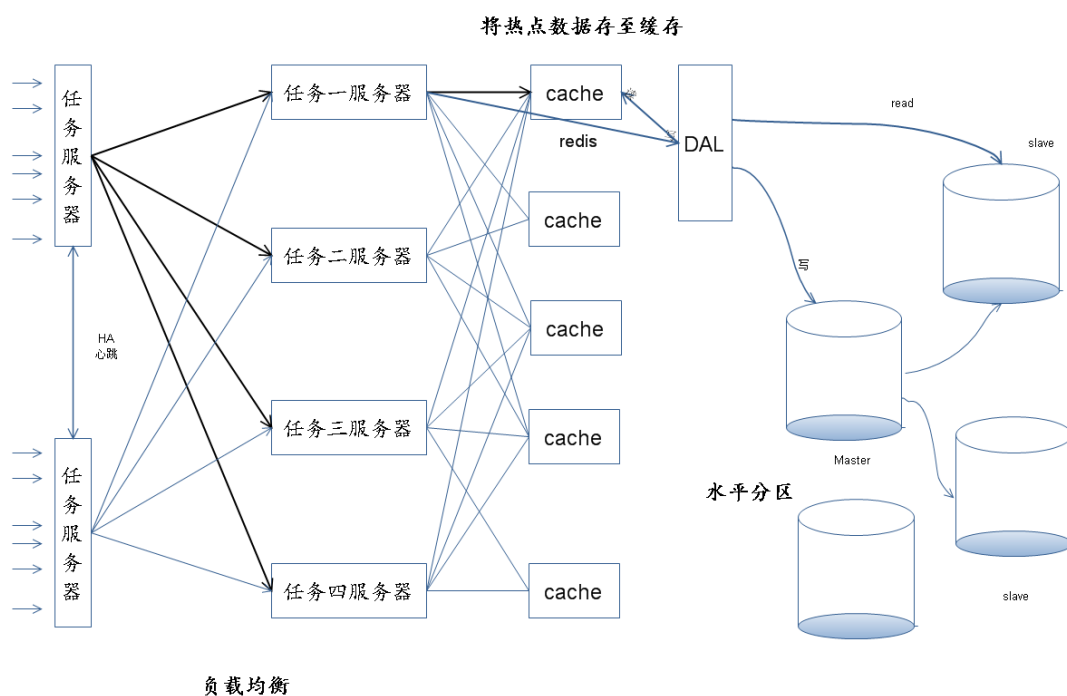 将热点数据存至缓存
任务服务器
任务一服务器
cache
redis
DAL
read
slave
任务二服务器
cache
写
HA
心跳
cache
任务三服务器
cache
Master
任务服务器
水平分区
任务四服务器
cache
slave
负载均衡